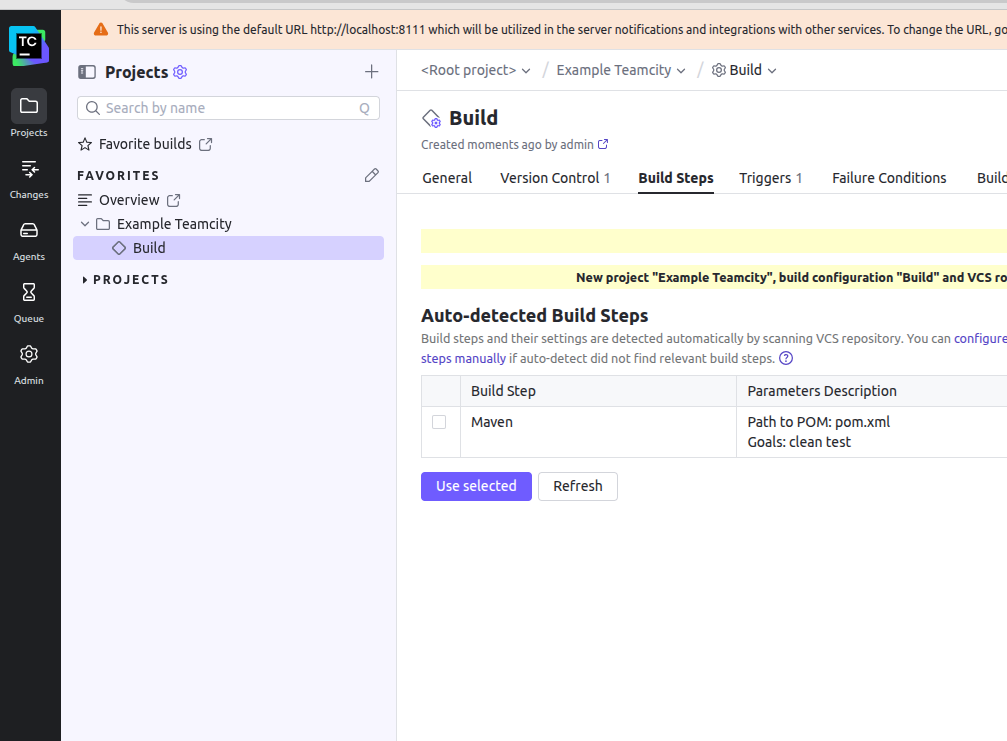 This server is using the default URL http://localhost:8111 which will be utilized in the server notifications and integrations with other services. To change the URL, go
TC
Projects
Changes
Agents
Queue
Admin
Projects
Search by name Q
Favorite builds
FAVORITES
Overview
Example Teamcity
Build
PROJECTS
<Root project> / Example Teamcity / Build
Build
Created moments ago by admin
General Version Control 1 Build Steps Triggers 1 Failure Conditions Build
New project "Example Teamcity", build configuration "Build" and VCS ro
Auto-detected Build Steps
Build steps and their settings are detected automatically by scanning VCS repository. You can configure
steps manually if auto-detect did not find relevant build steps.
Build Step Parameters Description
Maven Path to POM: pom.xml
Goals: clean test
Use selected Refresh